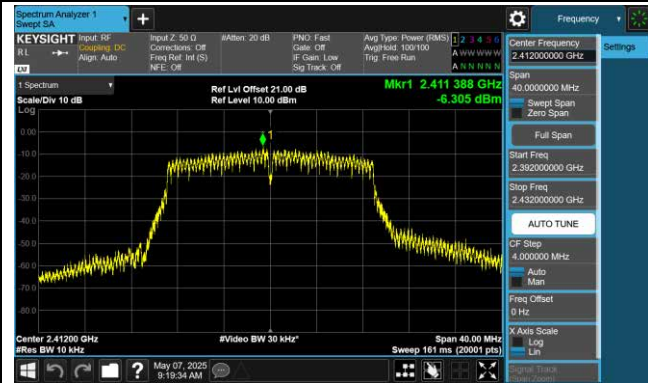 Spectrum Analyzer 1
Swept SA
Frequency
KEYSIGHT
Input: RF
Input Z: 50 Ω
#Atten: 20 dB
PNO: Fast
Avg Type: Power (RMS)
1 2 3 4 5 6
RL
Coupling: DC
Corrections: Off
Gate: Off
Avg|Hold: 100/100
A W W W W W
Align: Auto
Freq Ref: Int (S)
IF Gain: Low
Trig: Free Run
NFE: Off
Sig Track: Off
A N N N N N
LXI
1 Spectrum
Ref Lvl Offset 21.00 dB
Mkr1 2.411 388 GHz
Scale/Div 10 dB
Ref Level 10.00 dBm
-6.305 dBm
Log
1
0.00
-10.0
-20.0
-30.0
-40.0
-50.0
-60.0
-70.0
-80.0
Center 2.41200 GHz
#Video BW 30 kHz*
Span 40.00 MHz
#Res BW 10 kHz
Sweep 161 ms (20001 pts)
May 07, 2025
9:19:34 AM
Settings
Center Frequency
2.412000000 GHz
Span
40.0000000 MHz
Swept Span
Zero Span
Full Span
Start Freq
2.392000000 GHz
Stop Freq
2.432000000 GHz
AUTO TUNE
CF Step
4.000000 MHz
Auto
Man
Freq Offset
0 Hz
X Axis Scale
Log
Lin
Signal Track
(Span Zoom)